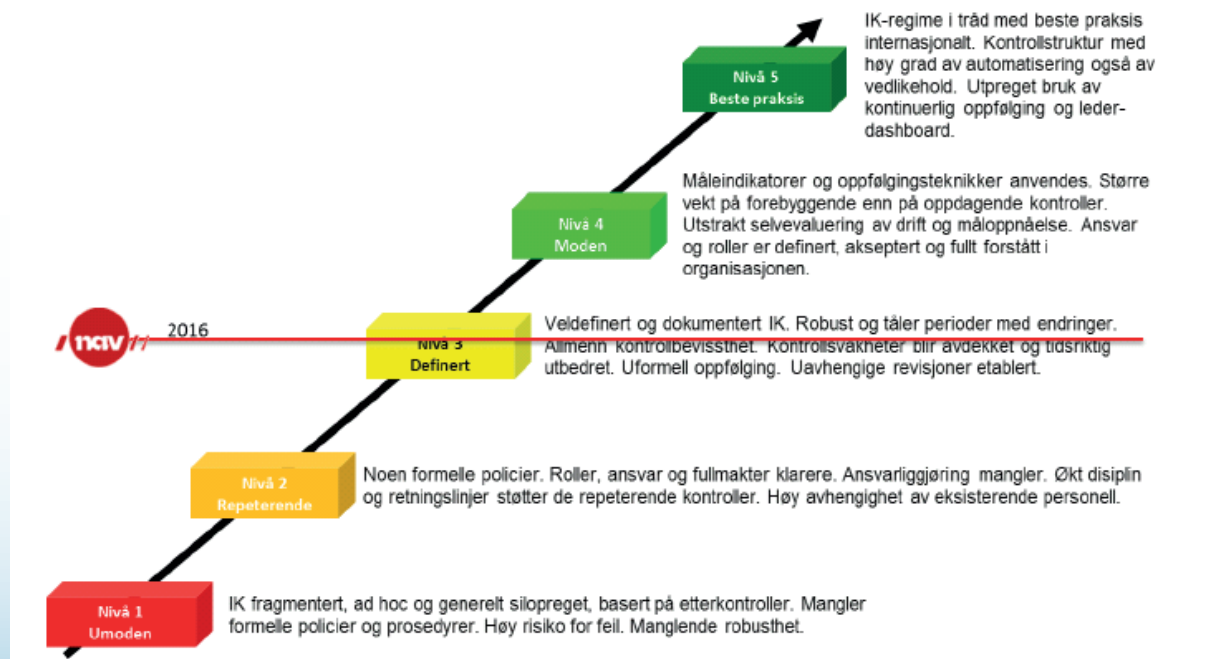 IK-regime i tråd med beste praksis
internasjonalt. Kontrollstruktur med
høy grad av automatisering også av
vedlikehold. Utpreget bruk av
kontinuerlig oppfølging og leder-
dashboard.
Nivå 5
Beste praksis
Måleindikatorer og oppfølgingsteknikker anvendes. Større
vekt på forebyggende enn på oppdagende kontroller.
Utstrakt selvevaluering av drift og måloppnåelse. Ansvar
og roller er definert, akseptert og fullt forstått i
organisasjonen.
Nivå 4
Moden
nav
2016
Nivå 3
Definert
Veldefinert og dokumentert IK. Robust og tåler perioder med endringer.
Allmenn kontrollbevissthet. Kontrollsvakheter blir avdekket og tidsriktig
utbedret. Uformell oppfølging. Uavhengige revisjoner etablert.
Nivå 2
Repeterende
Noen formelle policier. Roller, ansvar og fullmakter klarere. Ansvarliggjøring mangler. Økt disiplin
og retningslinjer støtter de repeterende kontroller. Høy avhengighet av eksisterende personell.
Nivå 1
Umoden
IK fragmentert, ad hoc og generelt silopreget, basert på etterkontroller. Mangler
formelle policier og prosedyrer. Høy risiko for feil. Manglende robusthet.